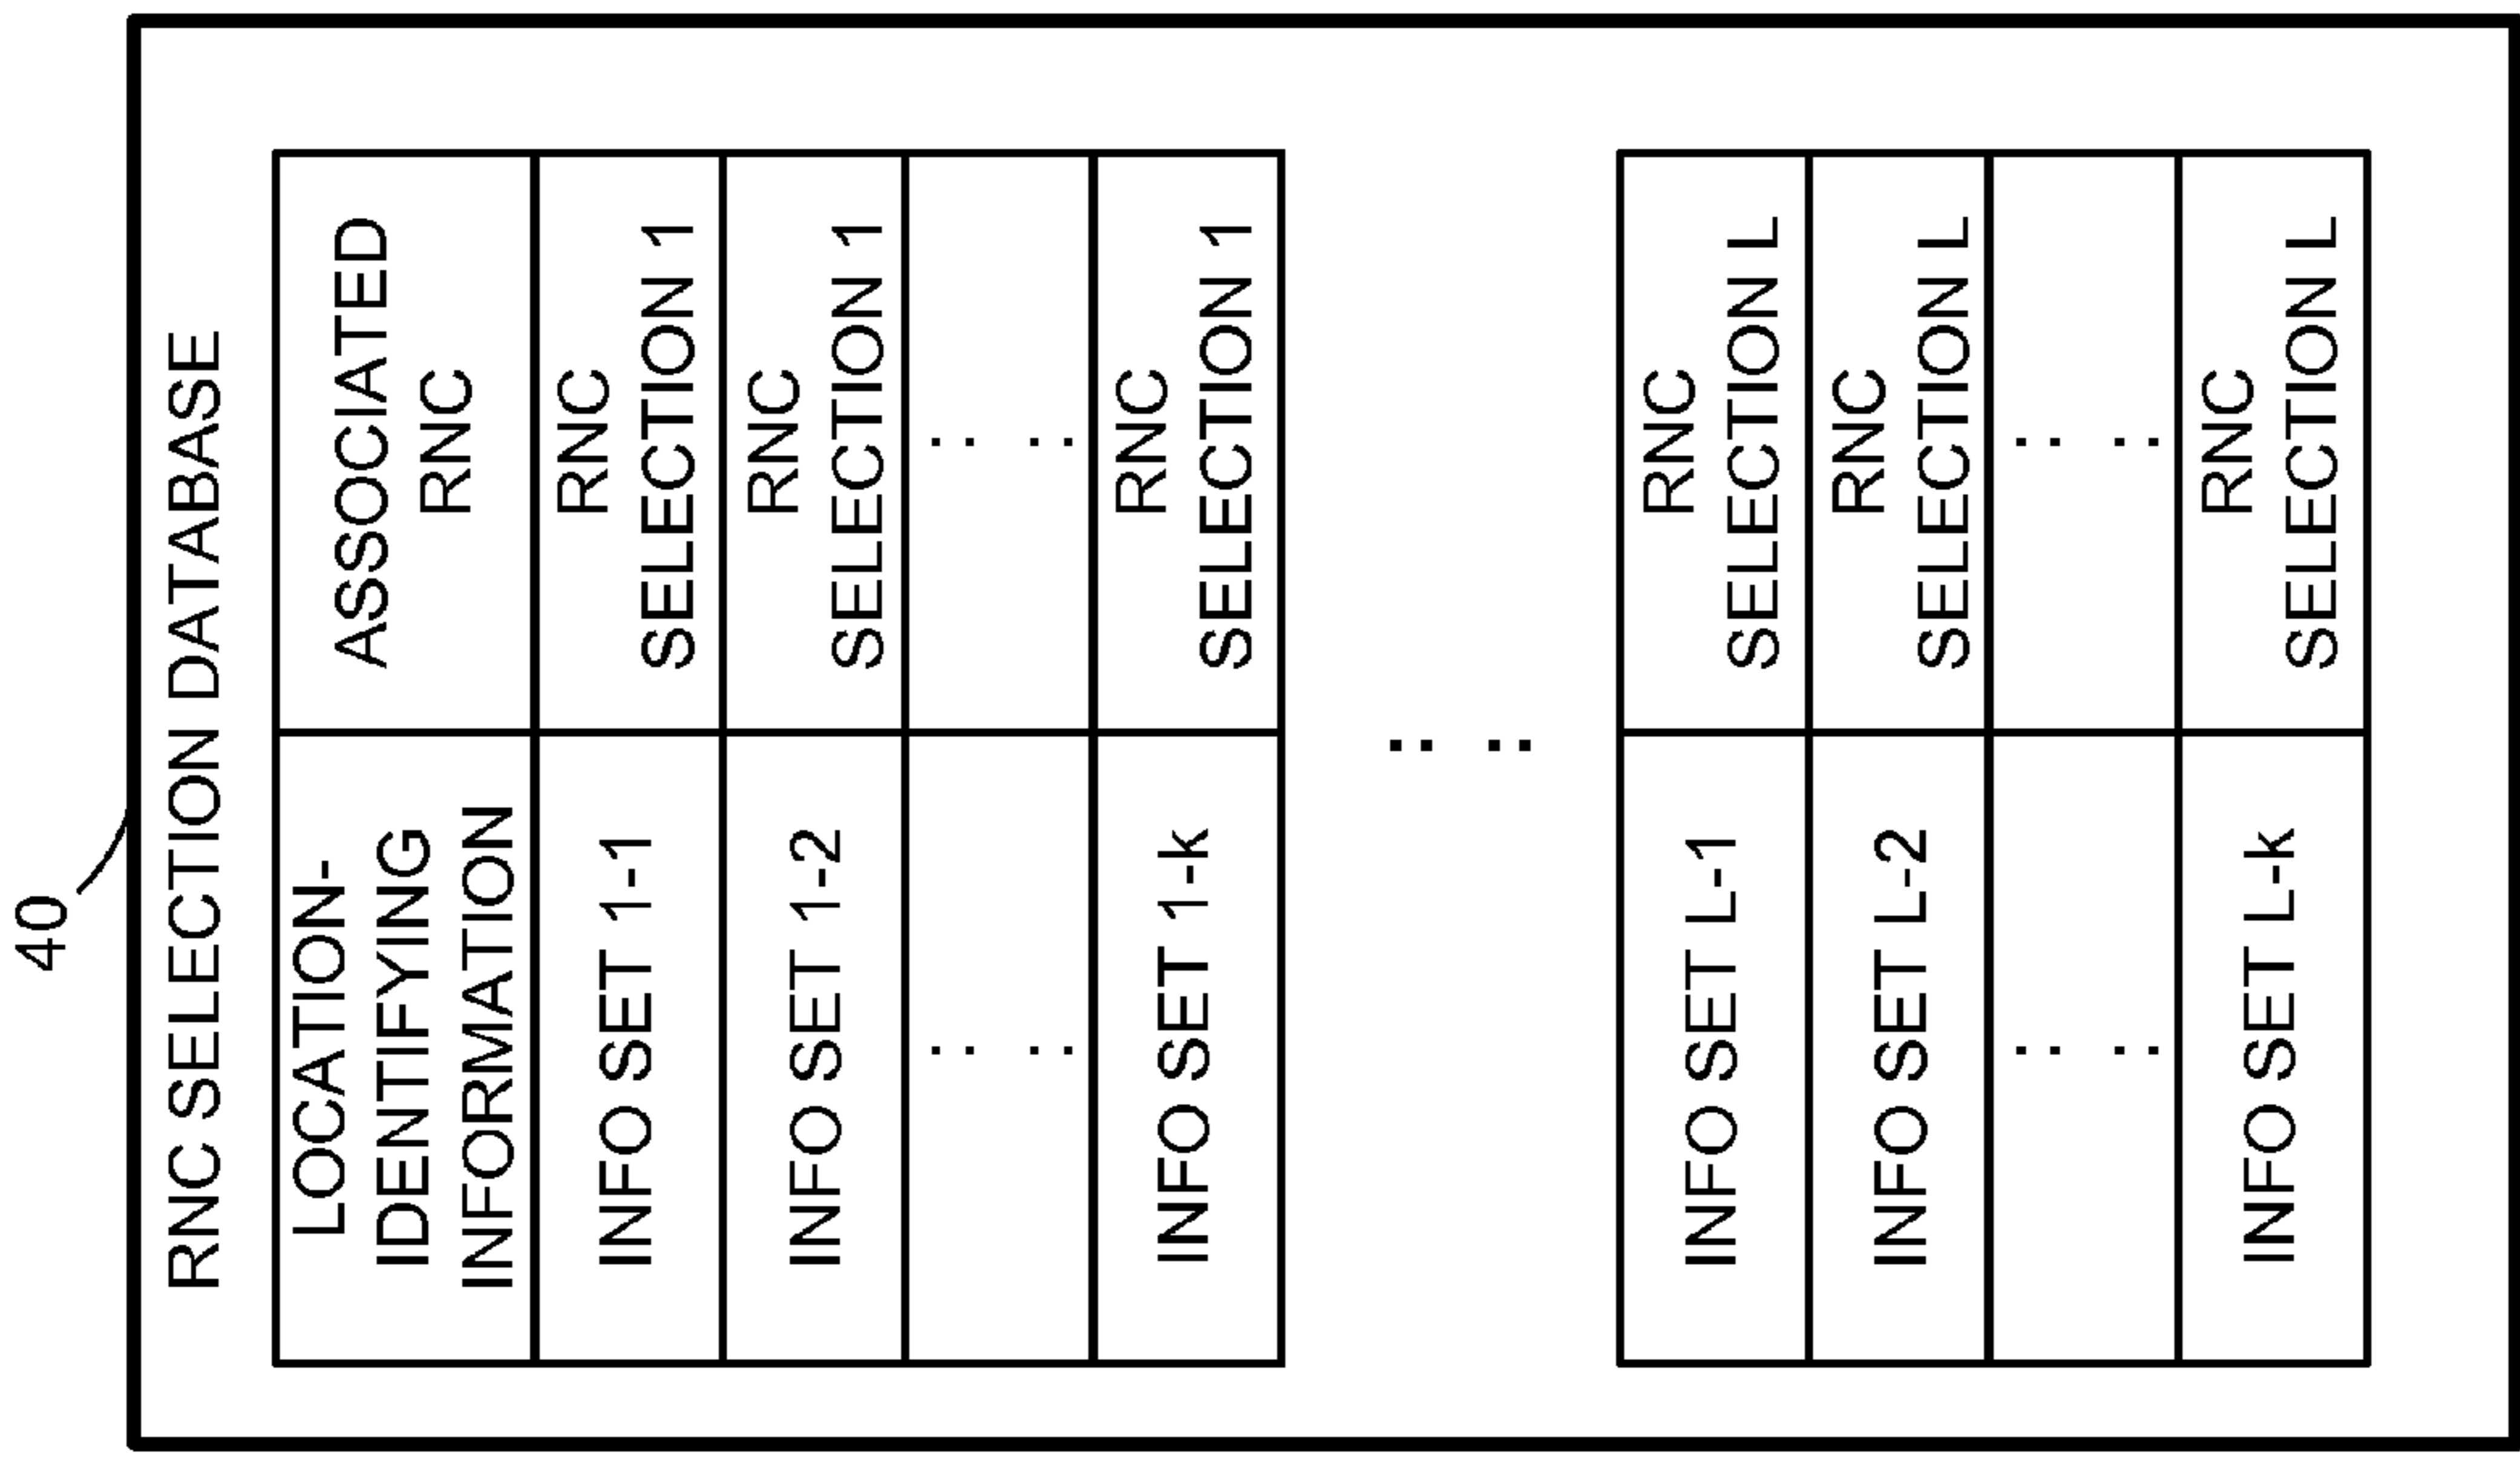 40
RNC SELECTION DATABASE
LOCATION-
IDENTIFYING
INFORMATION
ASSOCIATED
RNC
INFO SET 1-1
RNC
SELECTION 1
INFO SET 1-2
RNC
SELECTION 1
.. ..
.. ..
INFO SET 1-k
RNC
SELECTION 1
.. ..
INFO SET L-1
RNC
SELECTION L
INFO SET L-2
RNC
SELECTION L
.. ..
.. ..
INFO SET L-k
RNC
SELECTION L